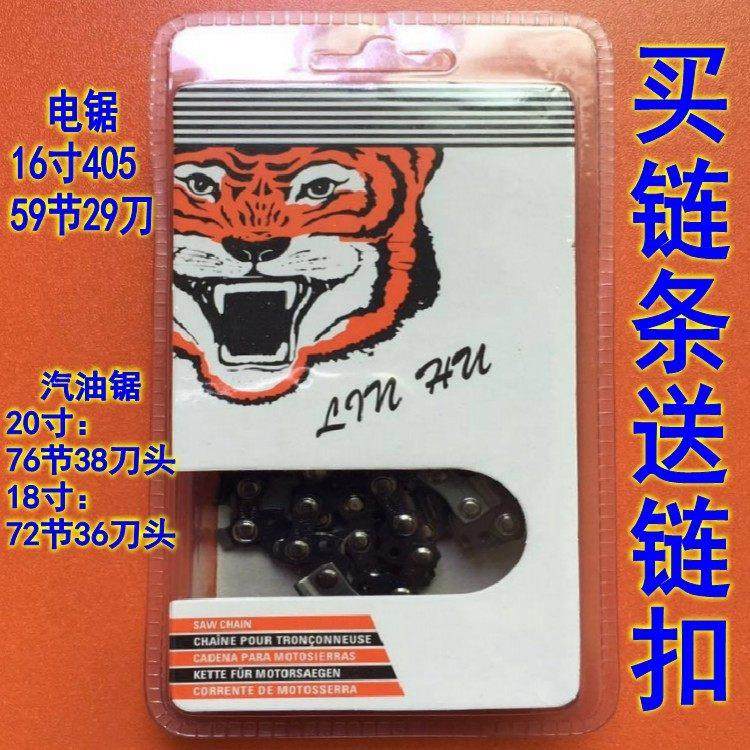 电锯
16寸405
59节29刀
汽油锯
20寸：
76节38刀头
18寸：
72节36刀头
买链条送链扣
LIN HU
SAW CHAIN
CHAÎNE POUR TRONÇONNEUSE
CADENA PARA MOTOSIERRAS
KETTE FÜR MOTORSAEGEN
CORRENTE DE MOTOSSERRA